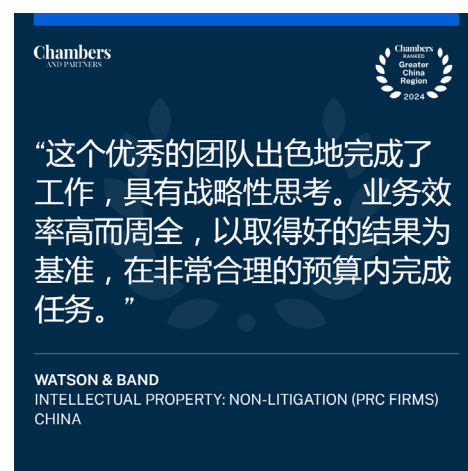 Chambers
AND PARTNERS
Chambers
RANKED
Greater
China
Region
2024
“这个优秀的团队出色地完成了
工作，具有战略性思考。业务效
率高而周全，以取得好的结果为
基准，在非常合理的预算内完成
任务。”
WATSON & BAND
INTELLECTUAL PROPERTY: NON-LITIGATION (PRC FIRMS)
CHINA